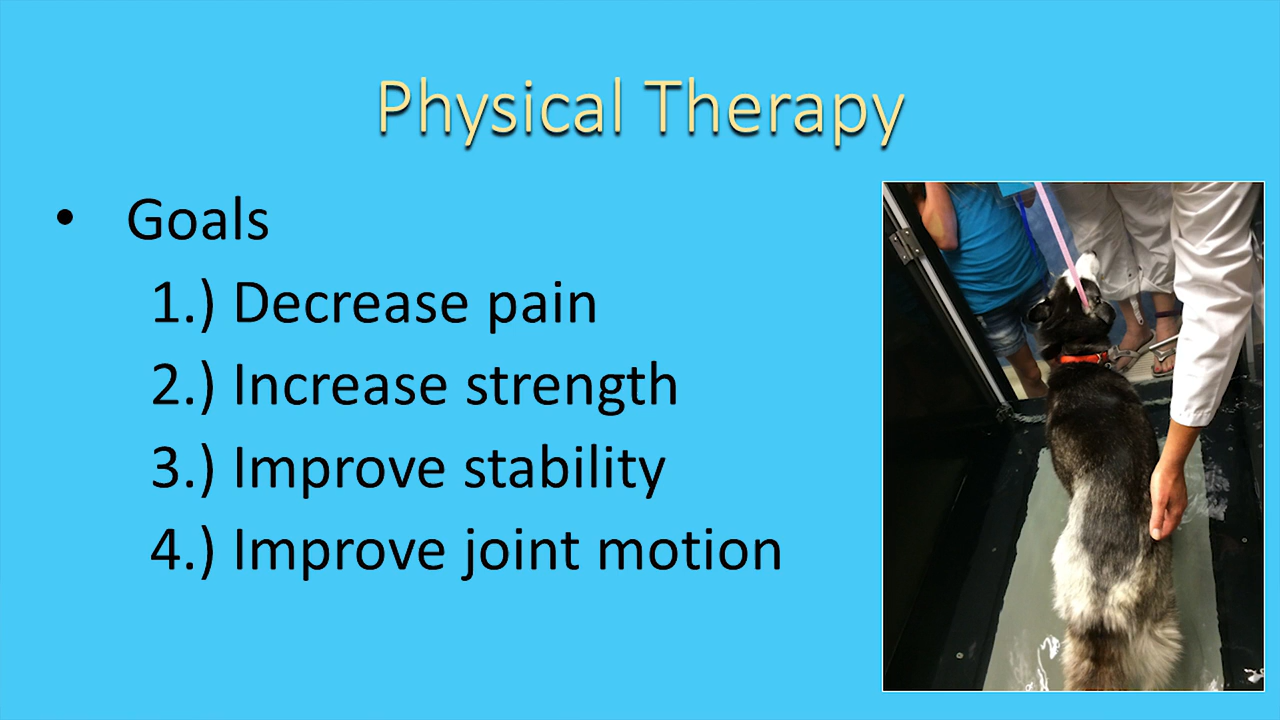 Physical Therapy
• Goals
1.) Decrease pain
2.) Increase strength
3.) Improve stability
4.) Improve joint motion